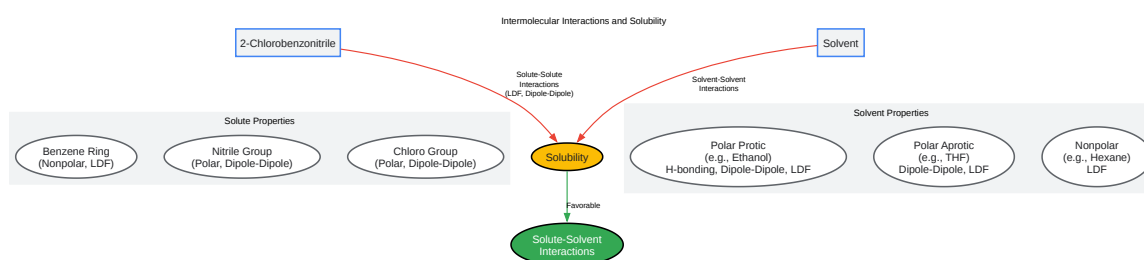 Intermolecular Interactions and Solubility
2-Chlorobenzonitrile
Solvent
Solute-Solute
Interactions
(LDF, Dipole-Dipole)
Solvent-Solvent
Interactions
Solute Properties
Solvent Properties
Benzene Ring
(Nonpolar, LDF)
Nitrile Group
(Polar, Dipole-Dipole)
Chloro Group
(Polar, Dipole-Dipole)
Solubility
Polar Protic
(e.g., Ethanol)
H-bonding, Dipole-Dipole, LDF
Polar Aprotic
(e.g., THF)
Dipole-Dipole, LDF
Nonpolar
(e.g., Hexane)
LDF
Favorable
Solute-Solvent
Interactions